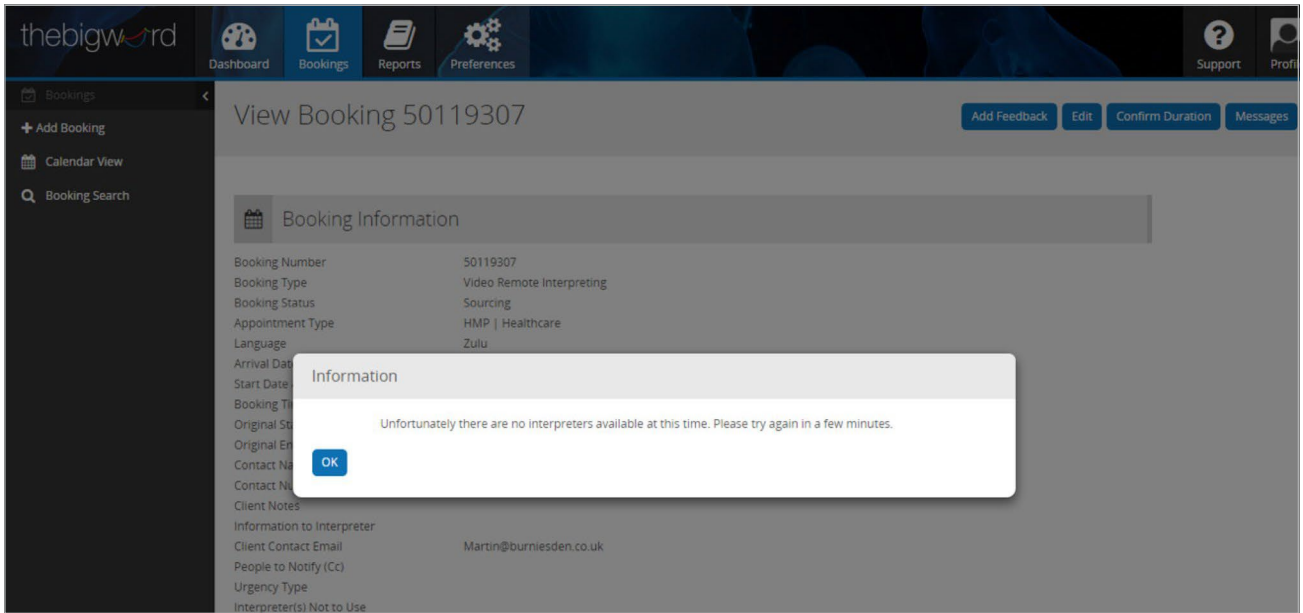 thebigword
Dashboard
Bookings
Reports
Preferences
Support
Profil
Bookings
Add Booking
Calendar View
Booking Search
View Booking 50119307
Add Feedback
Edit
Confirm Duration
Messages
Booking Information
Booking Number 50119307
Booking Type Video Remote Interpreting
Booking Status Sourcing
Appointment Type HMP | Healthcare
Language Zulu
Arrival Dat
Start Date
Booking Ti
Original Sta
Original En
Contact Na
Contact Nu
Information
Unfortunately there are no interpreters available at this time. Please try again in a few minutes.
OK
Client Notes
Information to Interpreter
Client Contact Email Martin@burniesden.co.uk
People to Notify (Cc)
Urgency Type
Interpreter(s) Not to Use